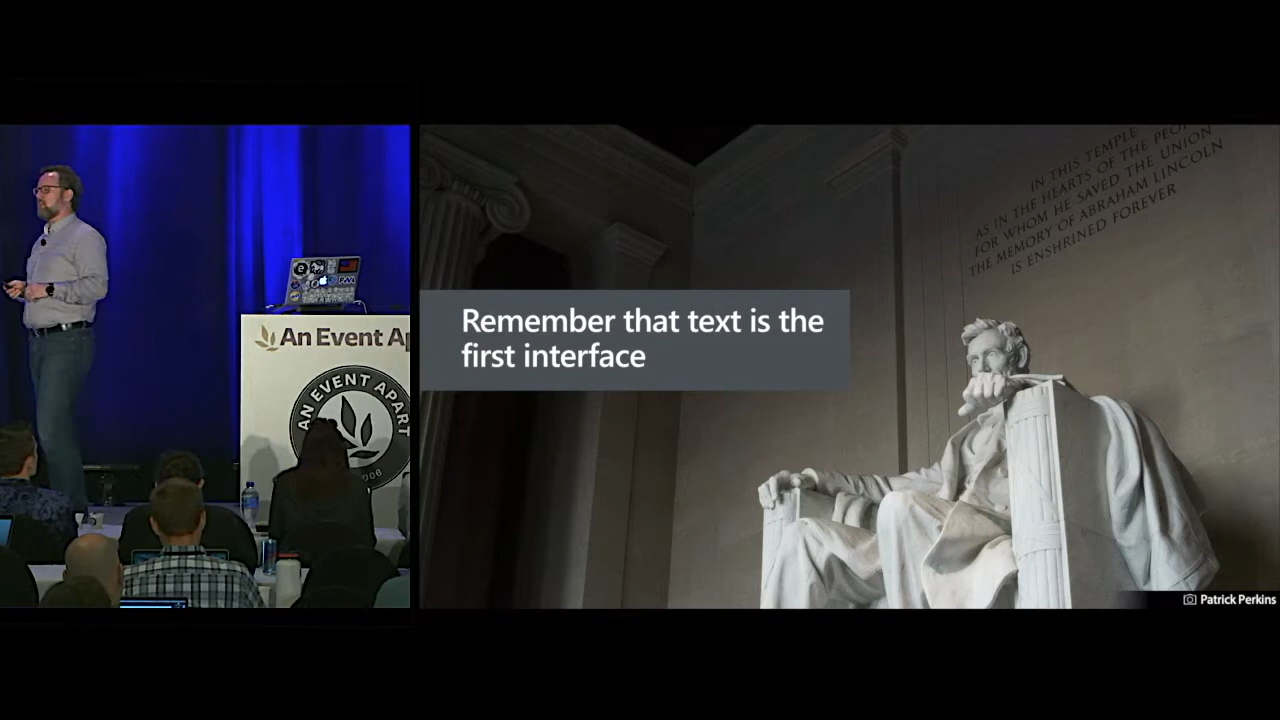 An Event Ap
AN EVENT APART
Remember that text is the
first interface
IN THIS TEMPLE
AS IN THE HEARTS OF THE PEOP
FOR WHOM HE SAVED THE UNION
THE MEMORY OF ABRAHAM LINCOLN
IS ENSHRINED FOREVER
Patrick Perkins